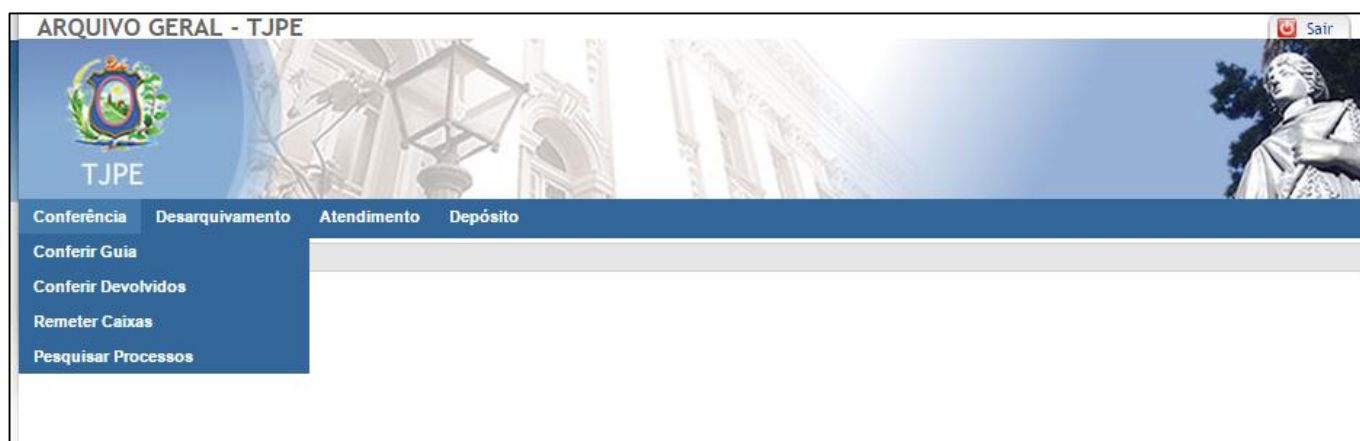 ARQUIVO GERAL - TJPE
Sair
TJPE
Conferência Desarquivamento Atendimento Depósito
Conferir Guia
Conferir Devolvidos
Remeter Caixas
Pesquisar Processos